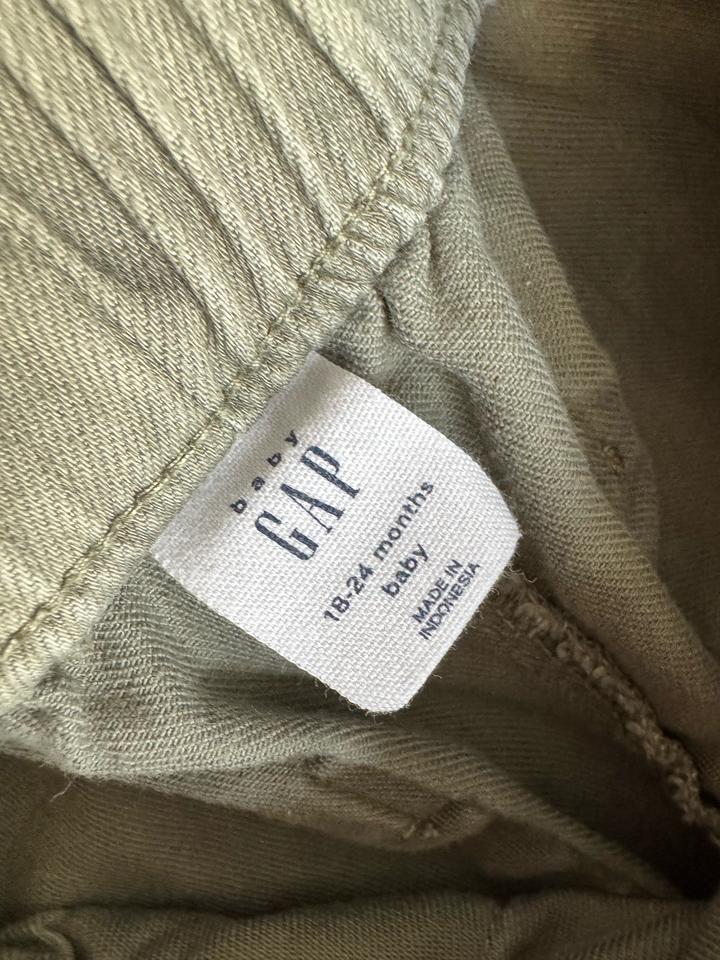 baby
GAP
18-24 months
baby
MADE IN
INDONESIA